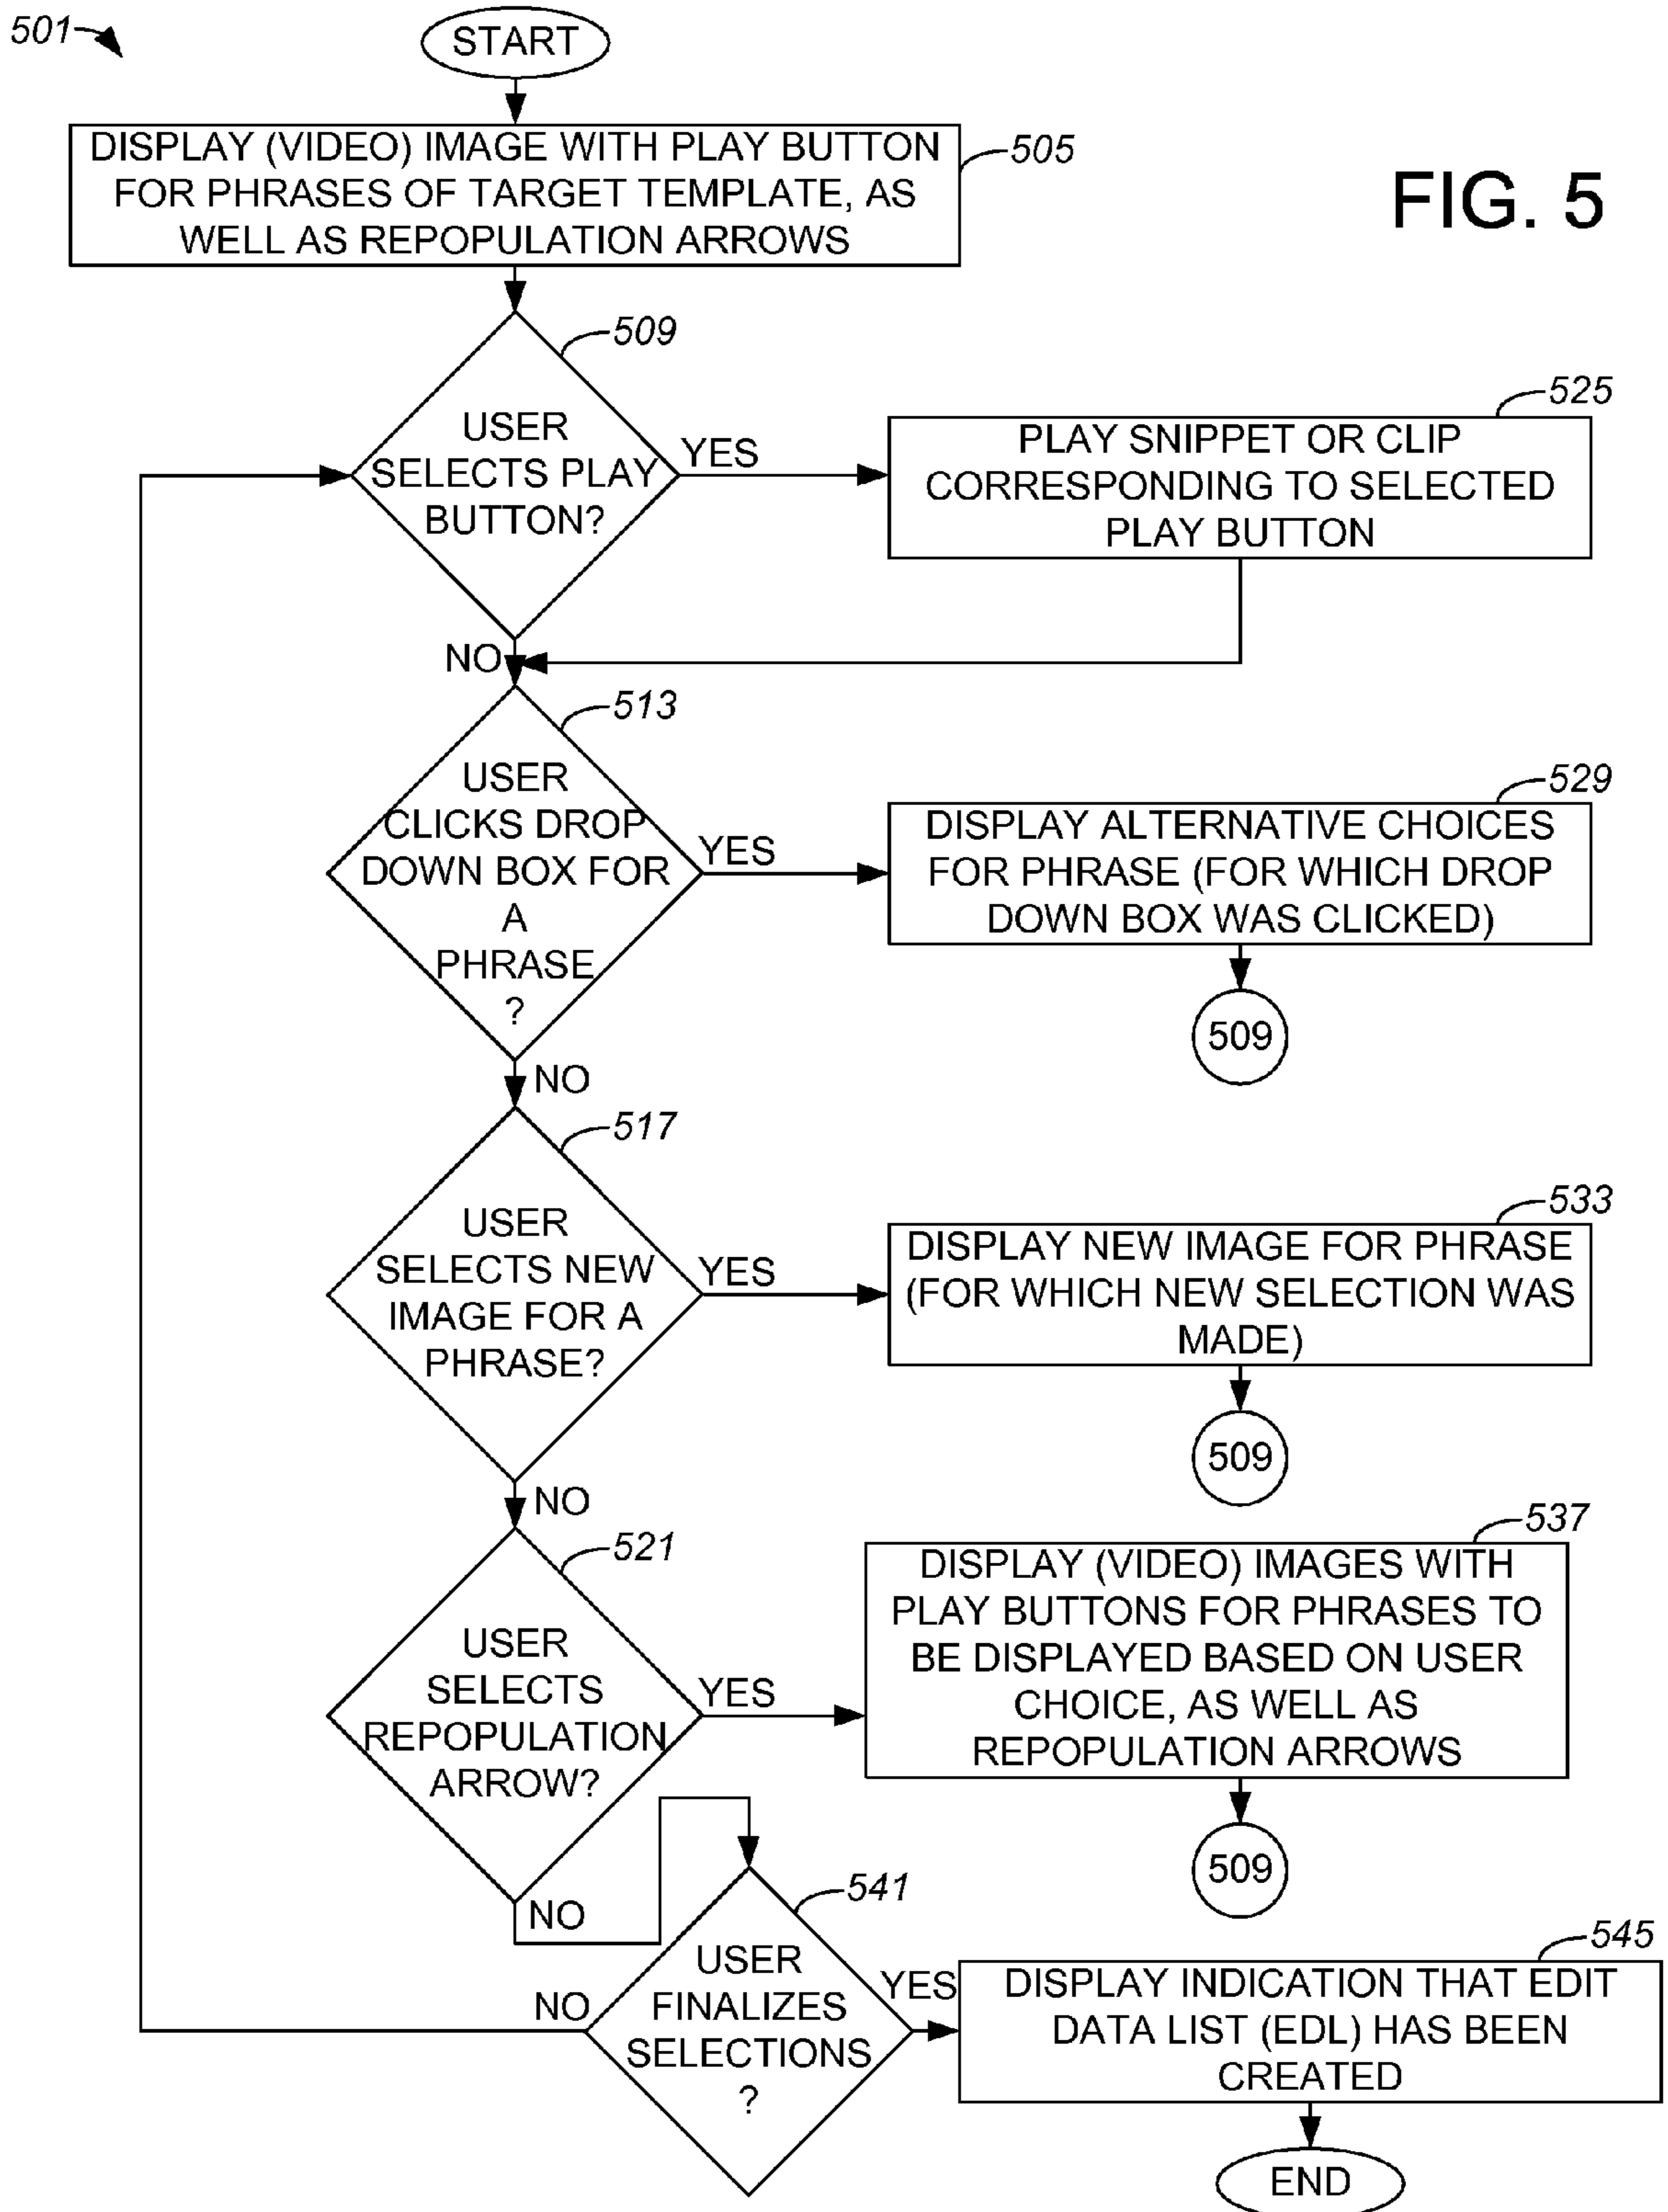 501
START
DISPLAY (VIDEO) IMAGE WITH PLAY BUTTON
FOR PHRASES OF TARGET TEMPLATE, AS
WELL AS REPOPULATION ARROWS
505
FIG. 5
509
USER
SELECTS PLAY
BUTTON?
YES
525
PLAY SNIPPET OR CLIP
CORRESPONDING TO SELECTED
PLAY BUTTON
NO
513
USER
CLICKS DROP
DOWN BOX FOR
A
PHRASE
?
YES
529
DISPLAY ALTERNATIVE CHOICES
FOR PHRASE (FOR WHICH DROP
DOWN BOX WAS CLICKED)
509
NO
517
USER
SELECTS NEW
IMAGE FOR A
PHRASE?
YES
533
DISPLAY NEW IMAGE FOR PHRASE
(FOR WHICH NEW SELECTION WAS
MADE)
509
NO
521
USER
SELECTS
REPOPULATION
ARROW?
YES
537
DISPLAY (VIDEO) IMAGES WITH
PLAY BUTTONS FOR PHRASES TO
BE DISPLAYED BASED ON USER
CHOICE, AS WELL AS
REPOPULATION ARROWS
509
NO
541
USER
FINALIZES
SELECTIONS
?
NO
YES
545
DISPLAY INDICATION THAT EDIT
DATA LIST (EDL) HAS BEEN
CREATED
END